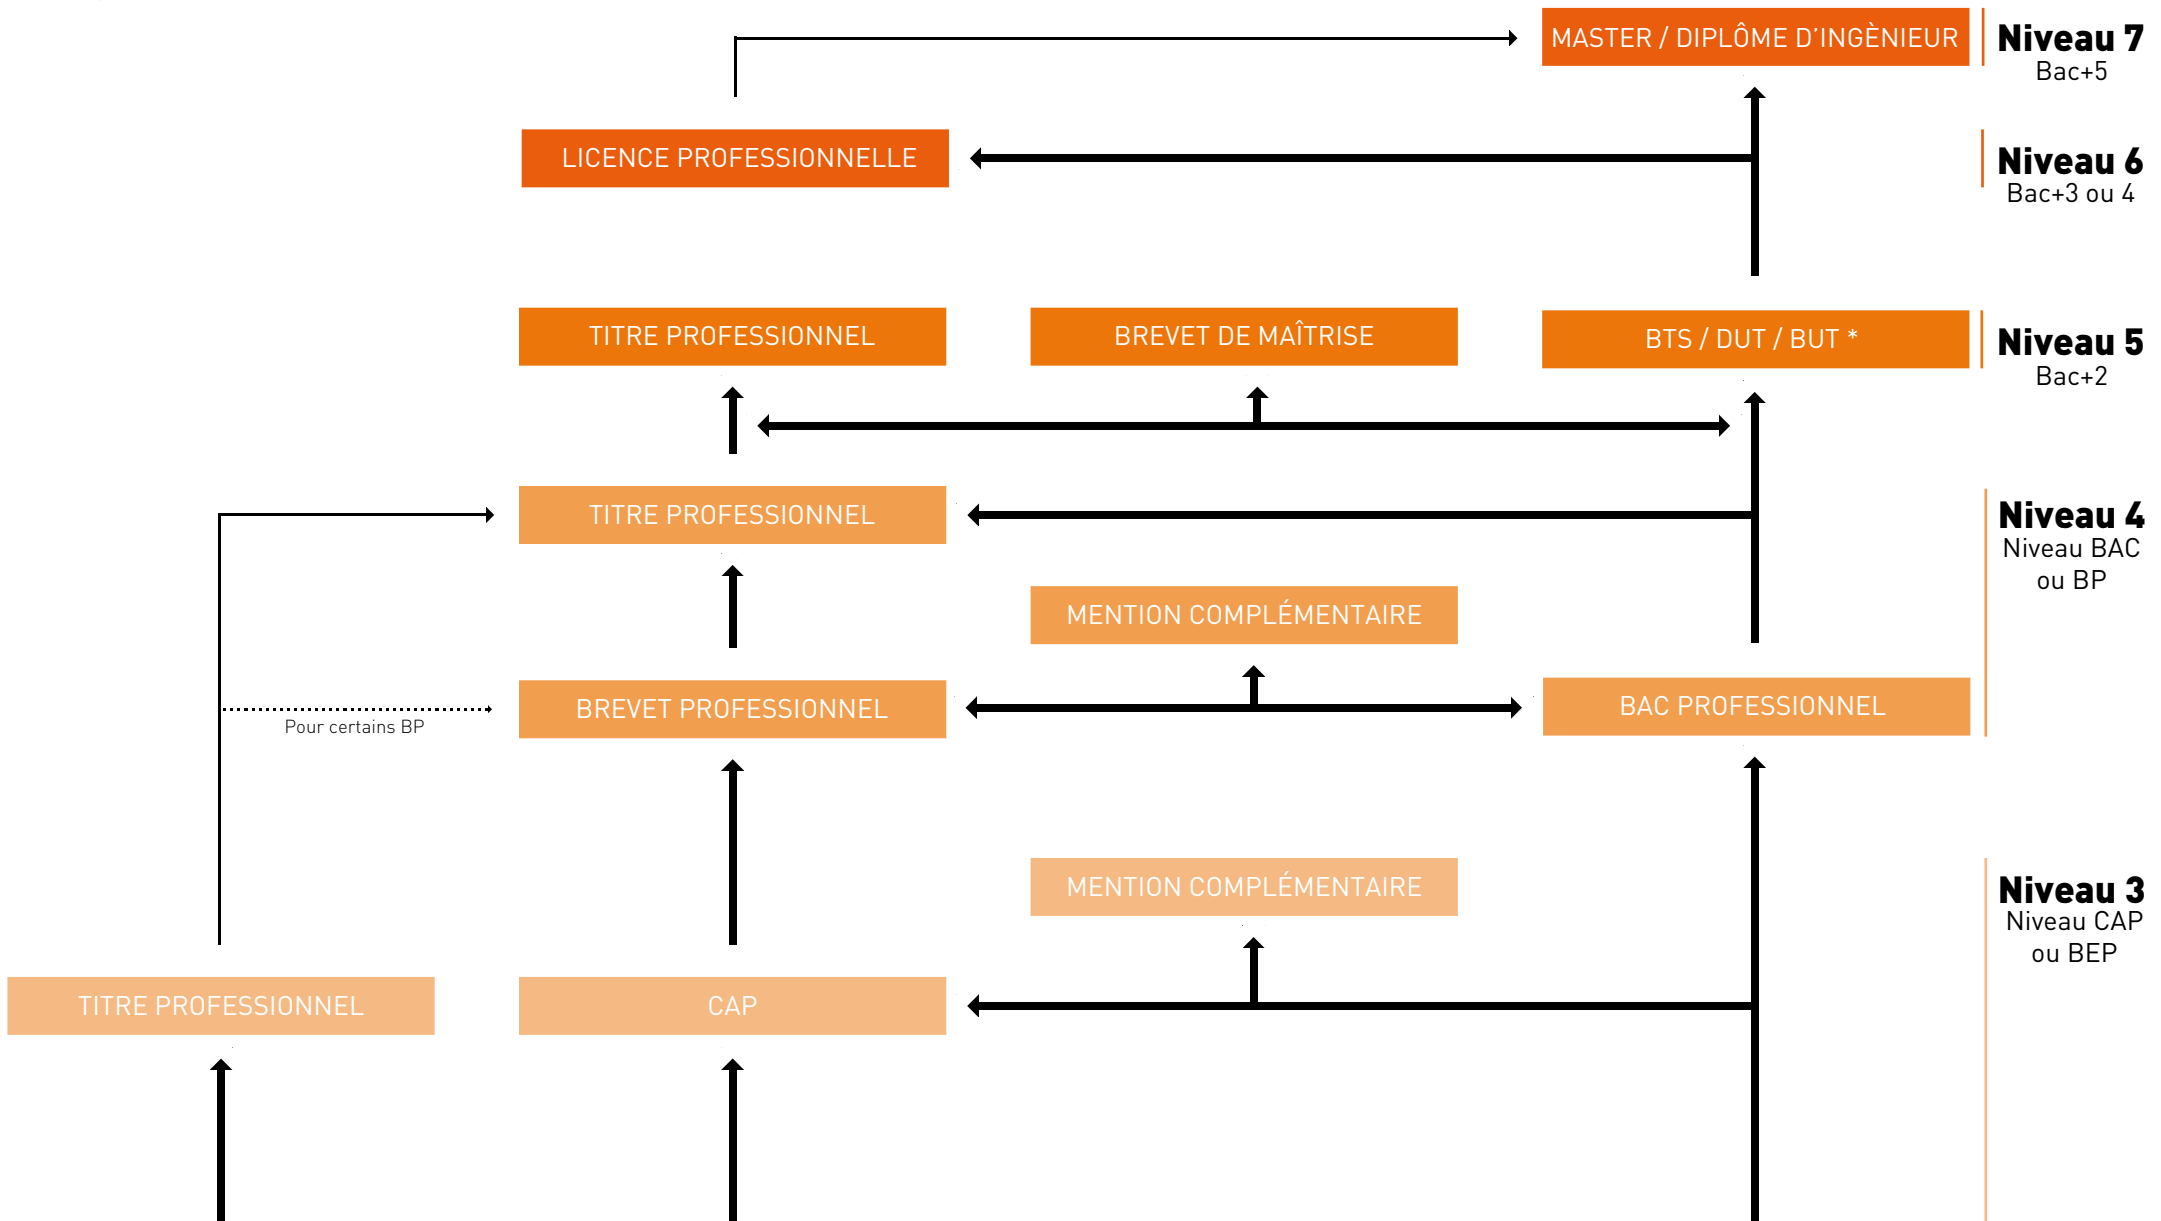 MASTER / DIPLÔME D'INGÈNIEUR
Niveau 7
Bac+5
LICENCE PROFESSIONNELLE
Niveau 6
Bac+3 ou 4
TITRE PROFESSIONNEL
BREVET DE MAÎTRISE
BTS / DUT / BUT *
Niveau 5
Bac+2
TITRE PROFESSIONNEL
Niveau 4
Niveau BAC
ou BP
MENTION COMPLÉMENTAIRE
BREVET PROFESSIONNEL
BAC PROFESSIONNEL
Pour certains BP
MENTION COMPLÉMENTAIRE
Niveau 3
Niveau CAP
ou BEP
TITRE PROFESSIONNEL
CAP